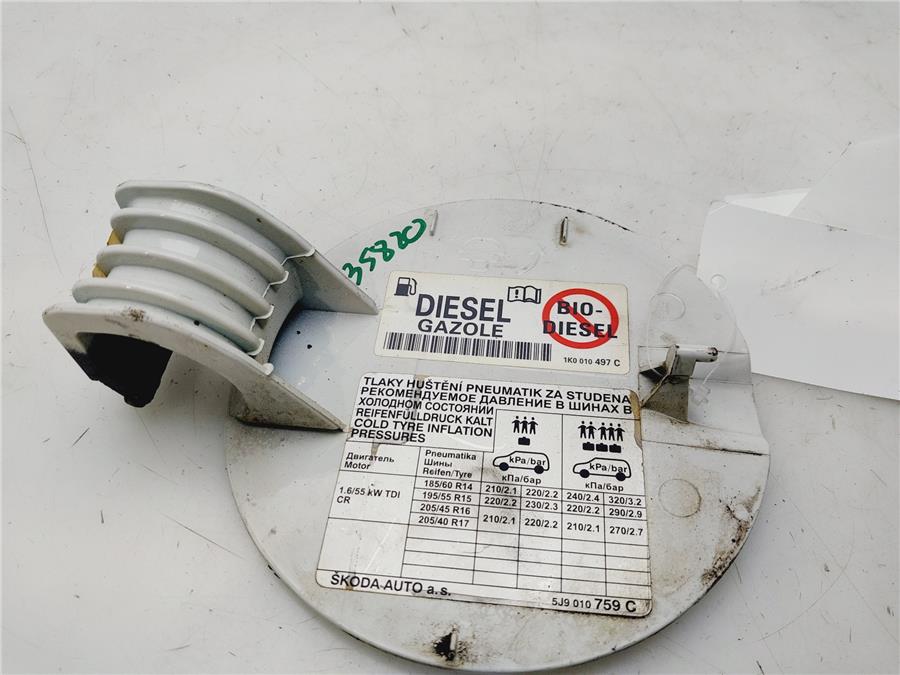 35820
DIESEL
GAZOLE
BIO-
DIESEL
1K0 010 497 C
TLAKY HUŠTĚNÍ PNEUMATIK ZA STUDENA
РЕКОМЕНДУЕМОЕ ДАВЛЕНИЕ В ШИНАХ В
ХОЛОДНОМ СОСТОЯНИИ
REIFENFÜLLDRUCK KALT
COLD TYRE INFLATION
PRESSURES
kPa/bar kPa/bar
Двигатель Motor Pneumatika Шины Reifen/Tyre кПа/бар кПа/бар
1.6/55 kW TDI CR
185/60 R14 210/2.1 220/2.2 240/2.4 320/3.2
195/55 R15 220/2.2 230/2.3 220/2.2 290/2.9
205/45 R16
205/40 R17 210/2.1 220/2.2 210/2.1 270/2.7
ŠKODA AUTO a.s. 5J9 010 759 C